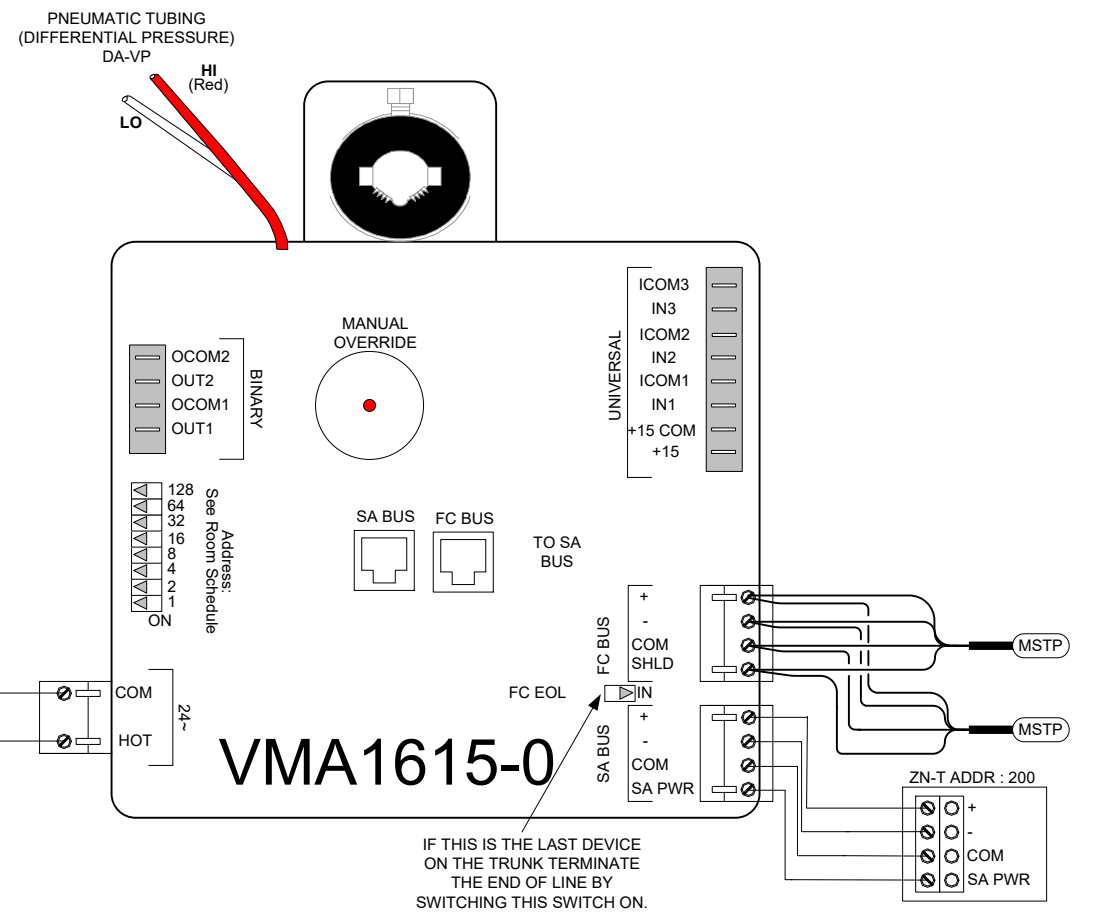 PNEUMATIC TUBING
(DIFFERENTIAL PRESSURE)
DA-VP
HI
(Red)
LO
MANUAL
OVERRIDE
OCOM2
OUT2
OCOM1
OUT1
BINARY
UNIVERSAL
ICOM3
IN3
ICOM2
IN2
ICOM1
IN1
+15 COM
+15
128
64
32
16
8
4
2
1
ON
Address:
See Room Schedule
SA BUS
FC BUS
TO SA
BUS
FC BUS
+
-
COM
SHLD
MSTP
FC EOL
IN
MSTP
COM
HOT
24~
VMA1615-0
SA BUS
+
-
COM
SA PWR
ZN-T ADDR : 200
+
-
COM
SA PWR
IF THIS IS THE LAST DEVICE
ON THE TRUNK TERMINATE
THE END OF LINE BY
SWITCHING THIS SWITCH ON.